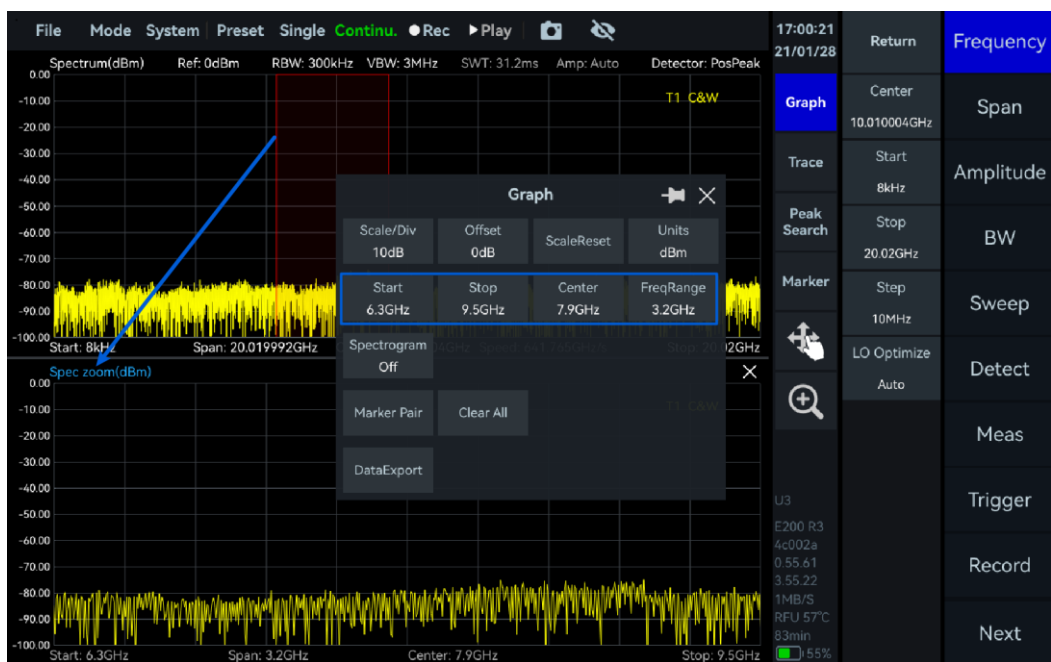 File Mode System Preset Single Continu. Rec Play
Spectrum(dBm) Ref: 0dBm RBW: 300kHz VBW: 3MHz SWT: 31.2ms Amp: Auto Detector: PosPeak
0.00
T1 C&W
-10.00
-20.00
-30.00
-40.00
-50.00
-60.00
-70.00
-80.00
-90.00
-100.00
Start: 8kHz Span: 20.019992GHz
Spec zoom(dBm)
0.00
T1 C&W
-10.00
-20.00
-30.00
-40.00
-50.00
-60.00
-70.00
-80.00
-90.00
-100.00
Start: 6.3GHz Span: 3.2GHz Center: 7.9GHz Stop: 9.5GHz
Graph
Scale/Div Offset ScaleReset Units
10dB 0dB dBm
Start Stop Center FreqRange
6.3GHz 9.5GHz 7.9GHz 3.2GHz
Spectrogram
Off
Marker Pair Clear All
DataExport
17:00:21
21/01/28
Graph
Trace
Peak
Search
Marker
U3
E200 R3
4c002a
0.55.61
3.55.22
1MB/S
RFU 57°C
83min
55%
Return
Center
10.010004GHz
Start
8kHz
Stop
20.02GHz
Step
10MHz
LO Optimize
Auto
Frequency
Span
Amplitude
BW
Sweep
Detect
Meas
Trigger
Record
Next